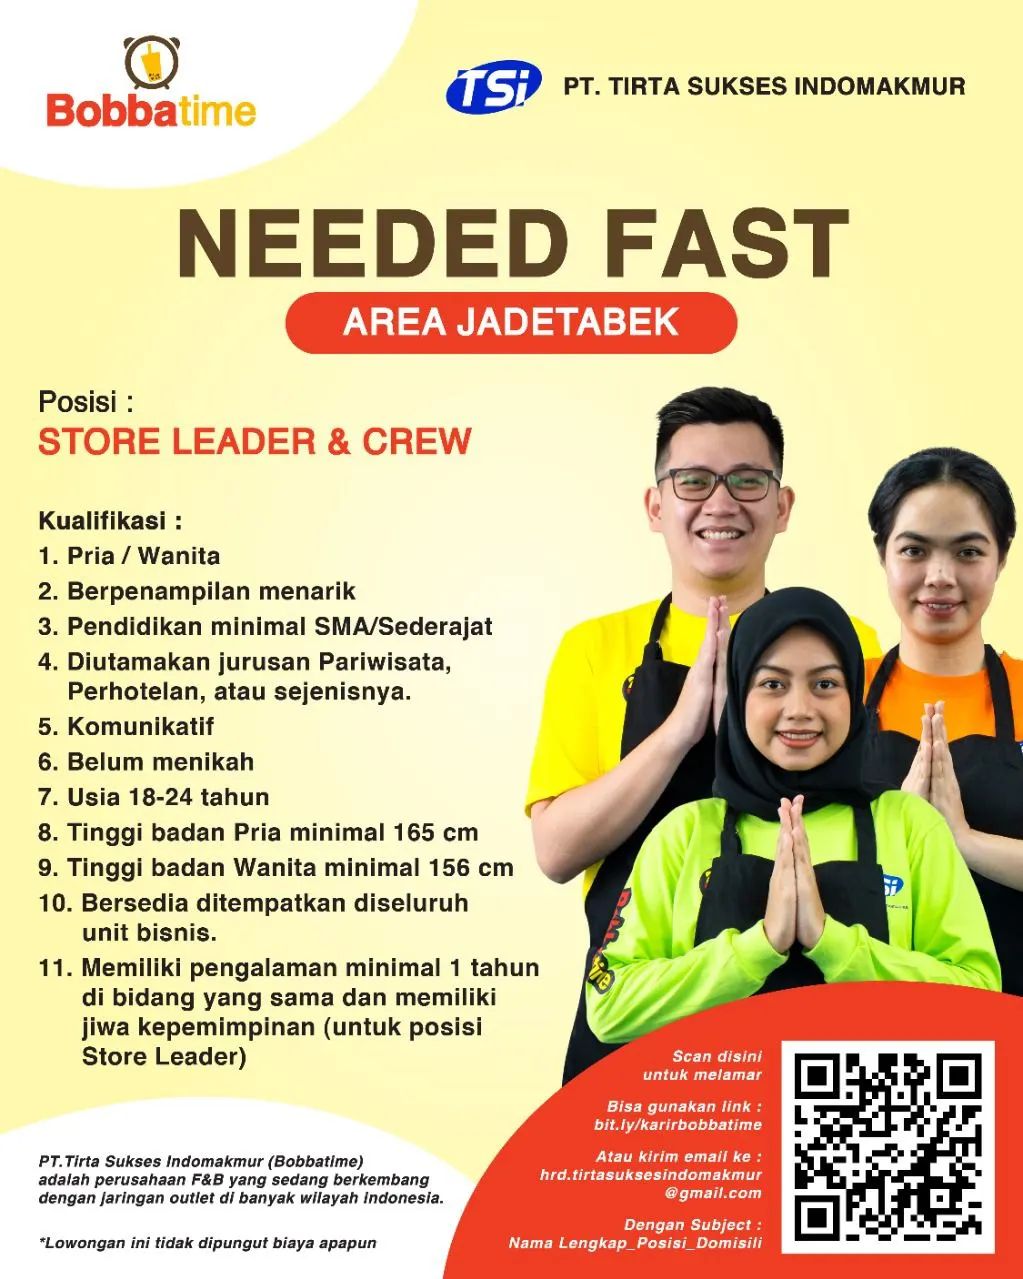 Bobbatime
TSi PT. TIRTA SUKSES INDOMAKMUR
NEEDED FAST
AREA JADETABEK
Posisi :
STORE LEADER & CREW
Kualifikasi :
1. Pria / Wanita
2. Berpenampilan menarik
3. Pendidikan minimal SMA/Sederajat
4. Diutamakan jurusan Pariwisata,
Perhotelan, atau sejenisnya.
5. Komunikatif
6. Belum menikah
7. Usia 18-24 tahun
8. Tinggi badan Pria minimal 165 cm
9. Tinggi badan Wanita minimal 156 cm
10. Bersedia ditempatkan diseluruh
unit bisnis.
11. Memiliki pengalaman minimal 1 tahun
di bidang yang sama dan memiliki
jiwa kepemimpinan (untuk posisi
Store Leader)
Scan disini
untuk melamar
Bisa gunakan link :
bit.ly/karirbobbatime
Atau kirim email ke :
hrd.tirtasuksesindomakmur
@gmail.com
Dengan Subject :
Nama Lengkap_Posisi_Domisili
PT.Tirta Sukses Indomakmur (Bobbatime)
adalah perusahaan F&B yang sedang berkembang
dengan jaringan outlet di banyak wilayah indonesia.
*Lowongan ini tidak dipungut biaya apapun